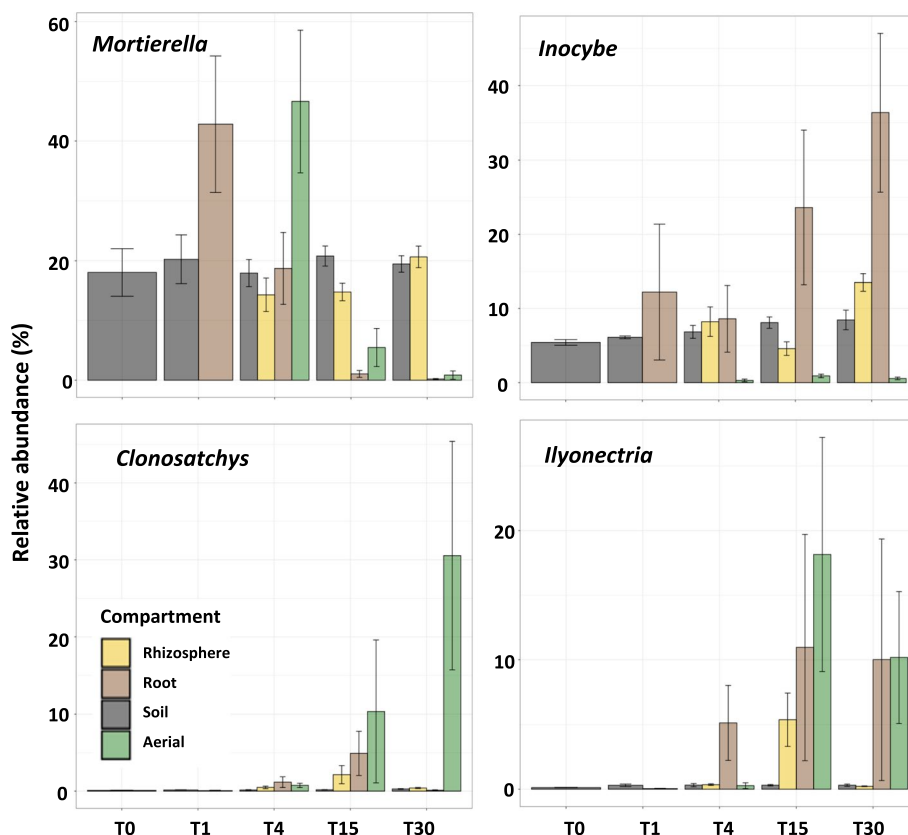 Mortierella
60
40
20
0
Inocybe
40
30
20
10
0
Relative abundance (%)
Clonosatchys
40
30
20
10
0
Compartment
Rhizosphere
Root
Soil
Aerial
T0 T1 T4 T15 T30
Ilyonectria
20
10
0
T0 T1 T4 T15 T30